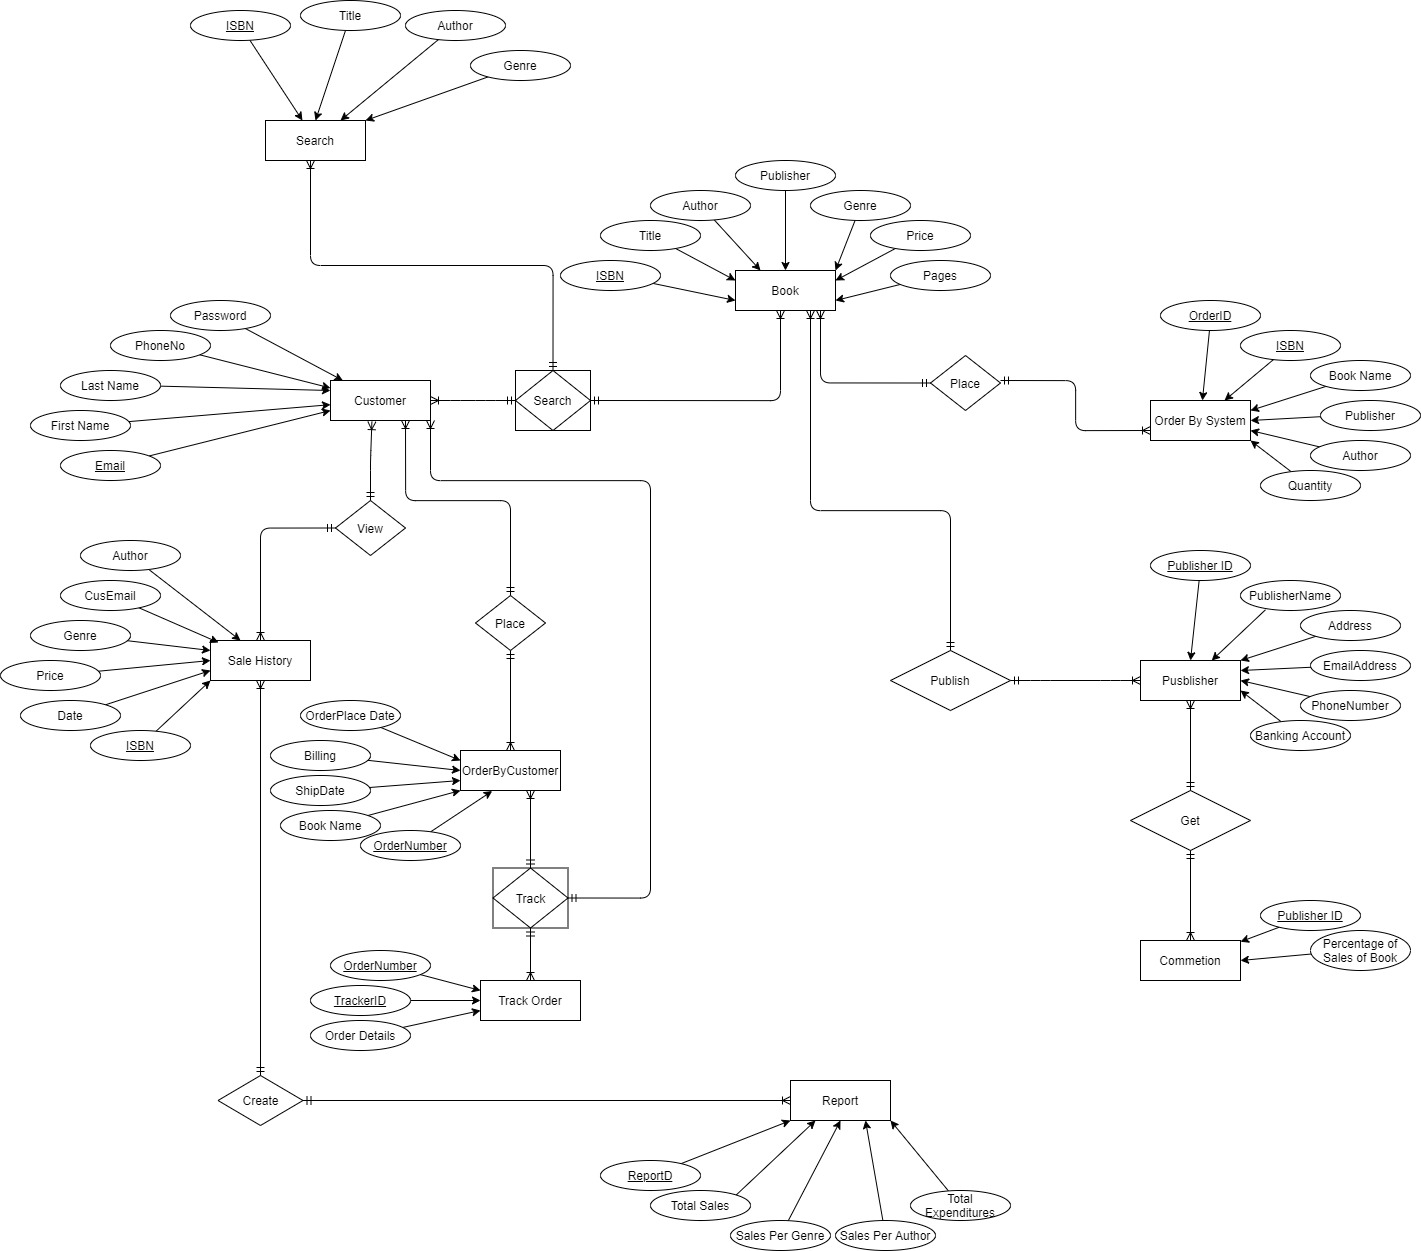 Title
ISBN
Author
Genre
Search
Publisher
Author
Genre
Title
Price
ISBN
Pages
Book
Password
PhoneNo
Last Name
First Name
Email
Customer
Search
Place
OrderID
ISBN
Book Name
Publisher
Author
Quantity
Order By System
View
Author
CusEmail
Genre
Price
Date
ISBN
Sale History
Place
Publish
Publisher ID
PublisherName
Address
EmailAddress
PhoneNumber
Banking Account
Pusblisher
OrderPlace Date
Billing
ShipDate
Book Name
OrderNumber
OrderByCustomer
Get
Track
Publisher ID
Percentage of
Sales of Book
Commetion
OrderNumber
TrackerID
Order Details
Track Order
Create
Report
ReportD
Total Sales
Sales Per Genre
Sales Per Author
Total
Expenditures